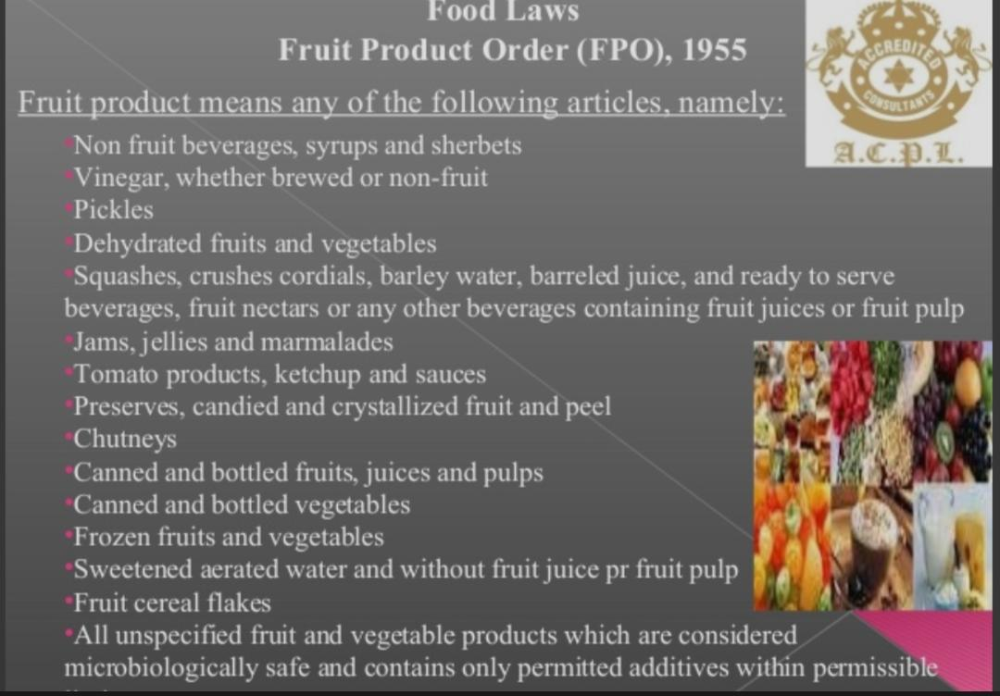 Food Laws
Fruit Product Order (FPO), 1955
ACCREDITED
CONSULTANTS
A.C.P.L.
Fruit product means any of the following articles, namely:
•Non fruit beverages, syrups and sherbets
•Vinegar, whether brewed or non-fruit
•Pickles
•Dehydrated fruits and vegetables
•Squashes, crushes cordials, barley water, barreled juice, and ready to serve
beverages, fruit nectars or any other beverages containing fruit juices or fruit pulp
•Jams, jellies and marmalades
•Tomato products, ketchup and sauces
•Preserves, candied and crystallized fruit and peel
•Chutneys
•Canned and bottled fruits, juices and pulps
•Canned and bottled vegetables
•Frozen fruits and vegetables
•Sweetened aerated water and without fruit juice pr fruit pulp
•Fruit cereal flakes
•All unspecified fruit and vegetable products which are considered
microbiologically safe and contains only permitted additives within permissible